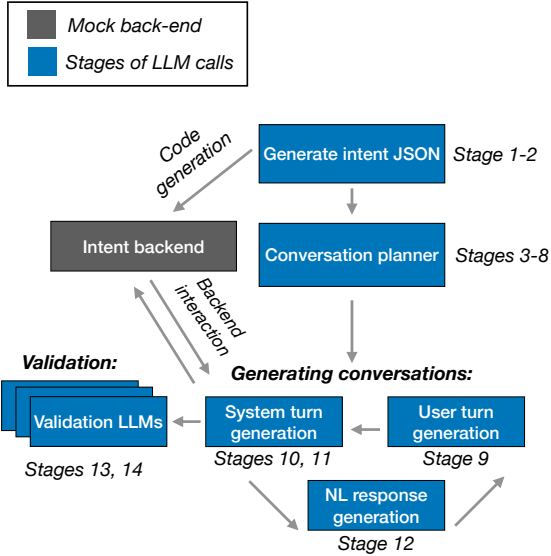 Mock back-end
Stages of LLM calls
Code
generation
Generate intent JSON
Stage 1-2
Intent backend
Conversation planner
Stages 3-8
Backend
interaction
Validation:
Generating conversations:
Validation LLMs
System turn
generation
User turn
generation
Stages 13, 14
Stages 10, 11
Stage 9
NL response
generation
Stage 12